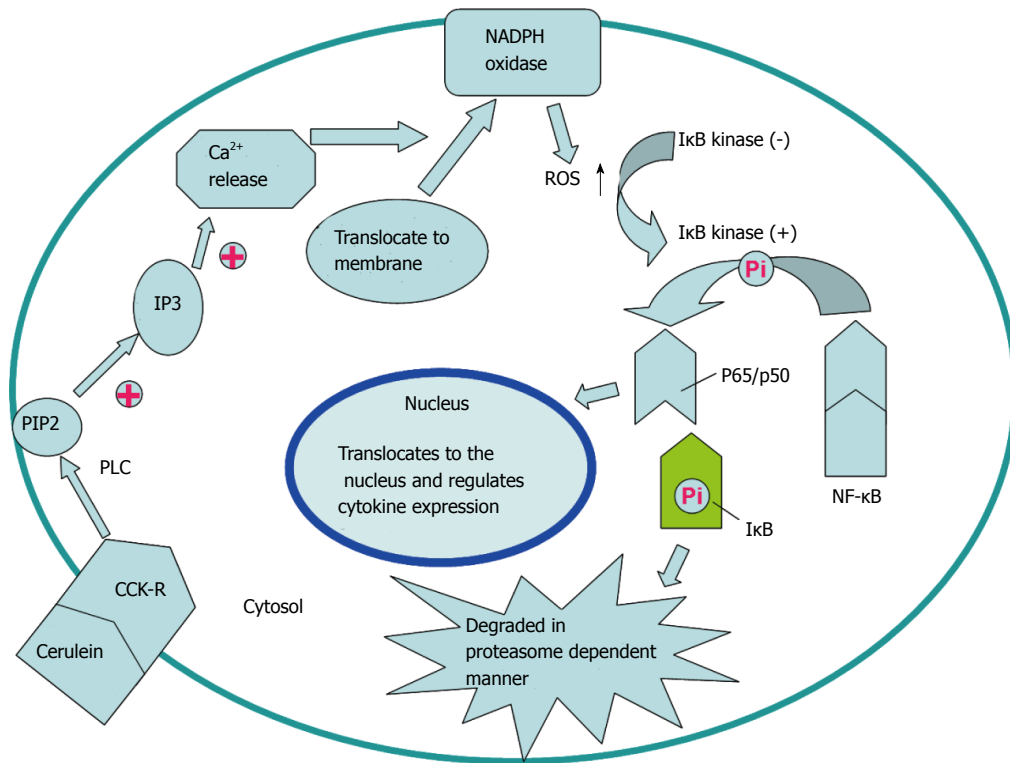 NADPH
oxidase
Ca²⁺
release
ROS
IκB kinase (-)
IκB kinase (+)
Translocate to
membrane
Pi
IP3
P65/p50
PIP2
PLC
Nucleus
Translocates to the
nucleus and regulates
cytokine expression
Pi
NF-κB
IκB
CCK-R
Cerulein
Cytosol
Degraded in
proteasome dependent
manner